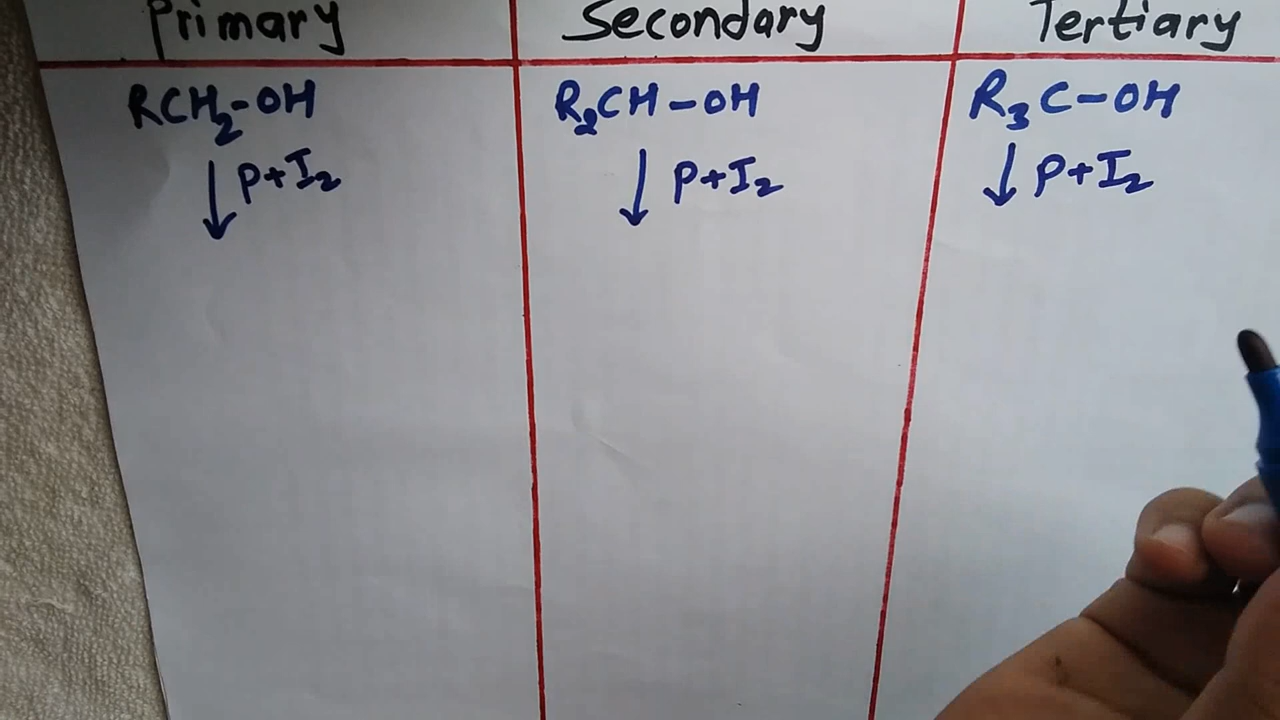 Primary Secondary Tertiary
RCH₂-OH R₂CH-OH R₃C-OH
↓ P+I₂ ↓ P+I₂ ↓ P+I₂